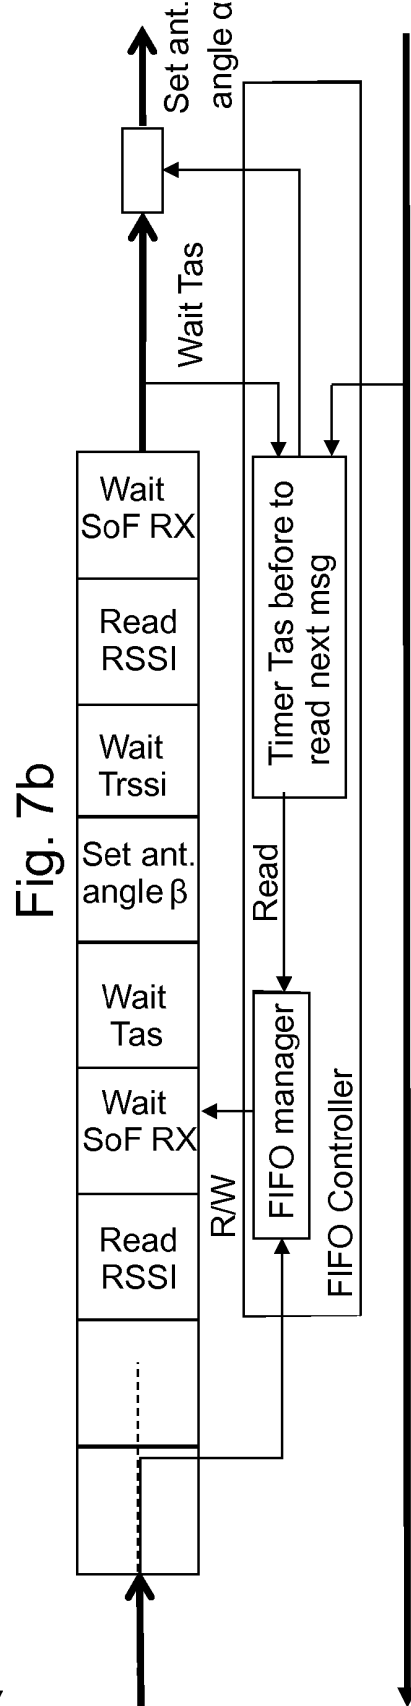 Set ant.
angle α
Wait Tas
Wait
SoF RX
Read
RSSI
Wait
Trssi
Set ant.
angle β
Wait
Tas
Wait
SoF RX
Read
RSSI
Timer Tas before to
read next msg
Read
FIFO manager
R/W
FIFO Controller
Fig. 7b